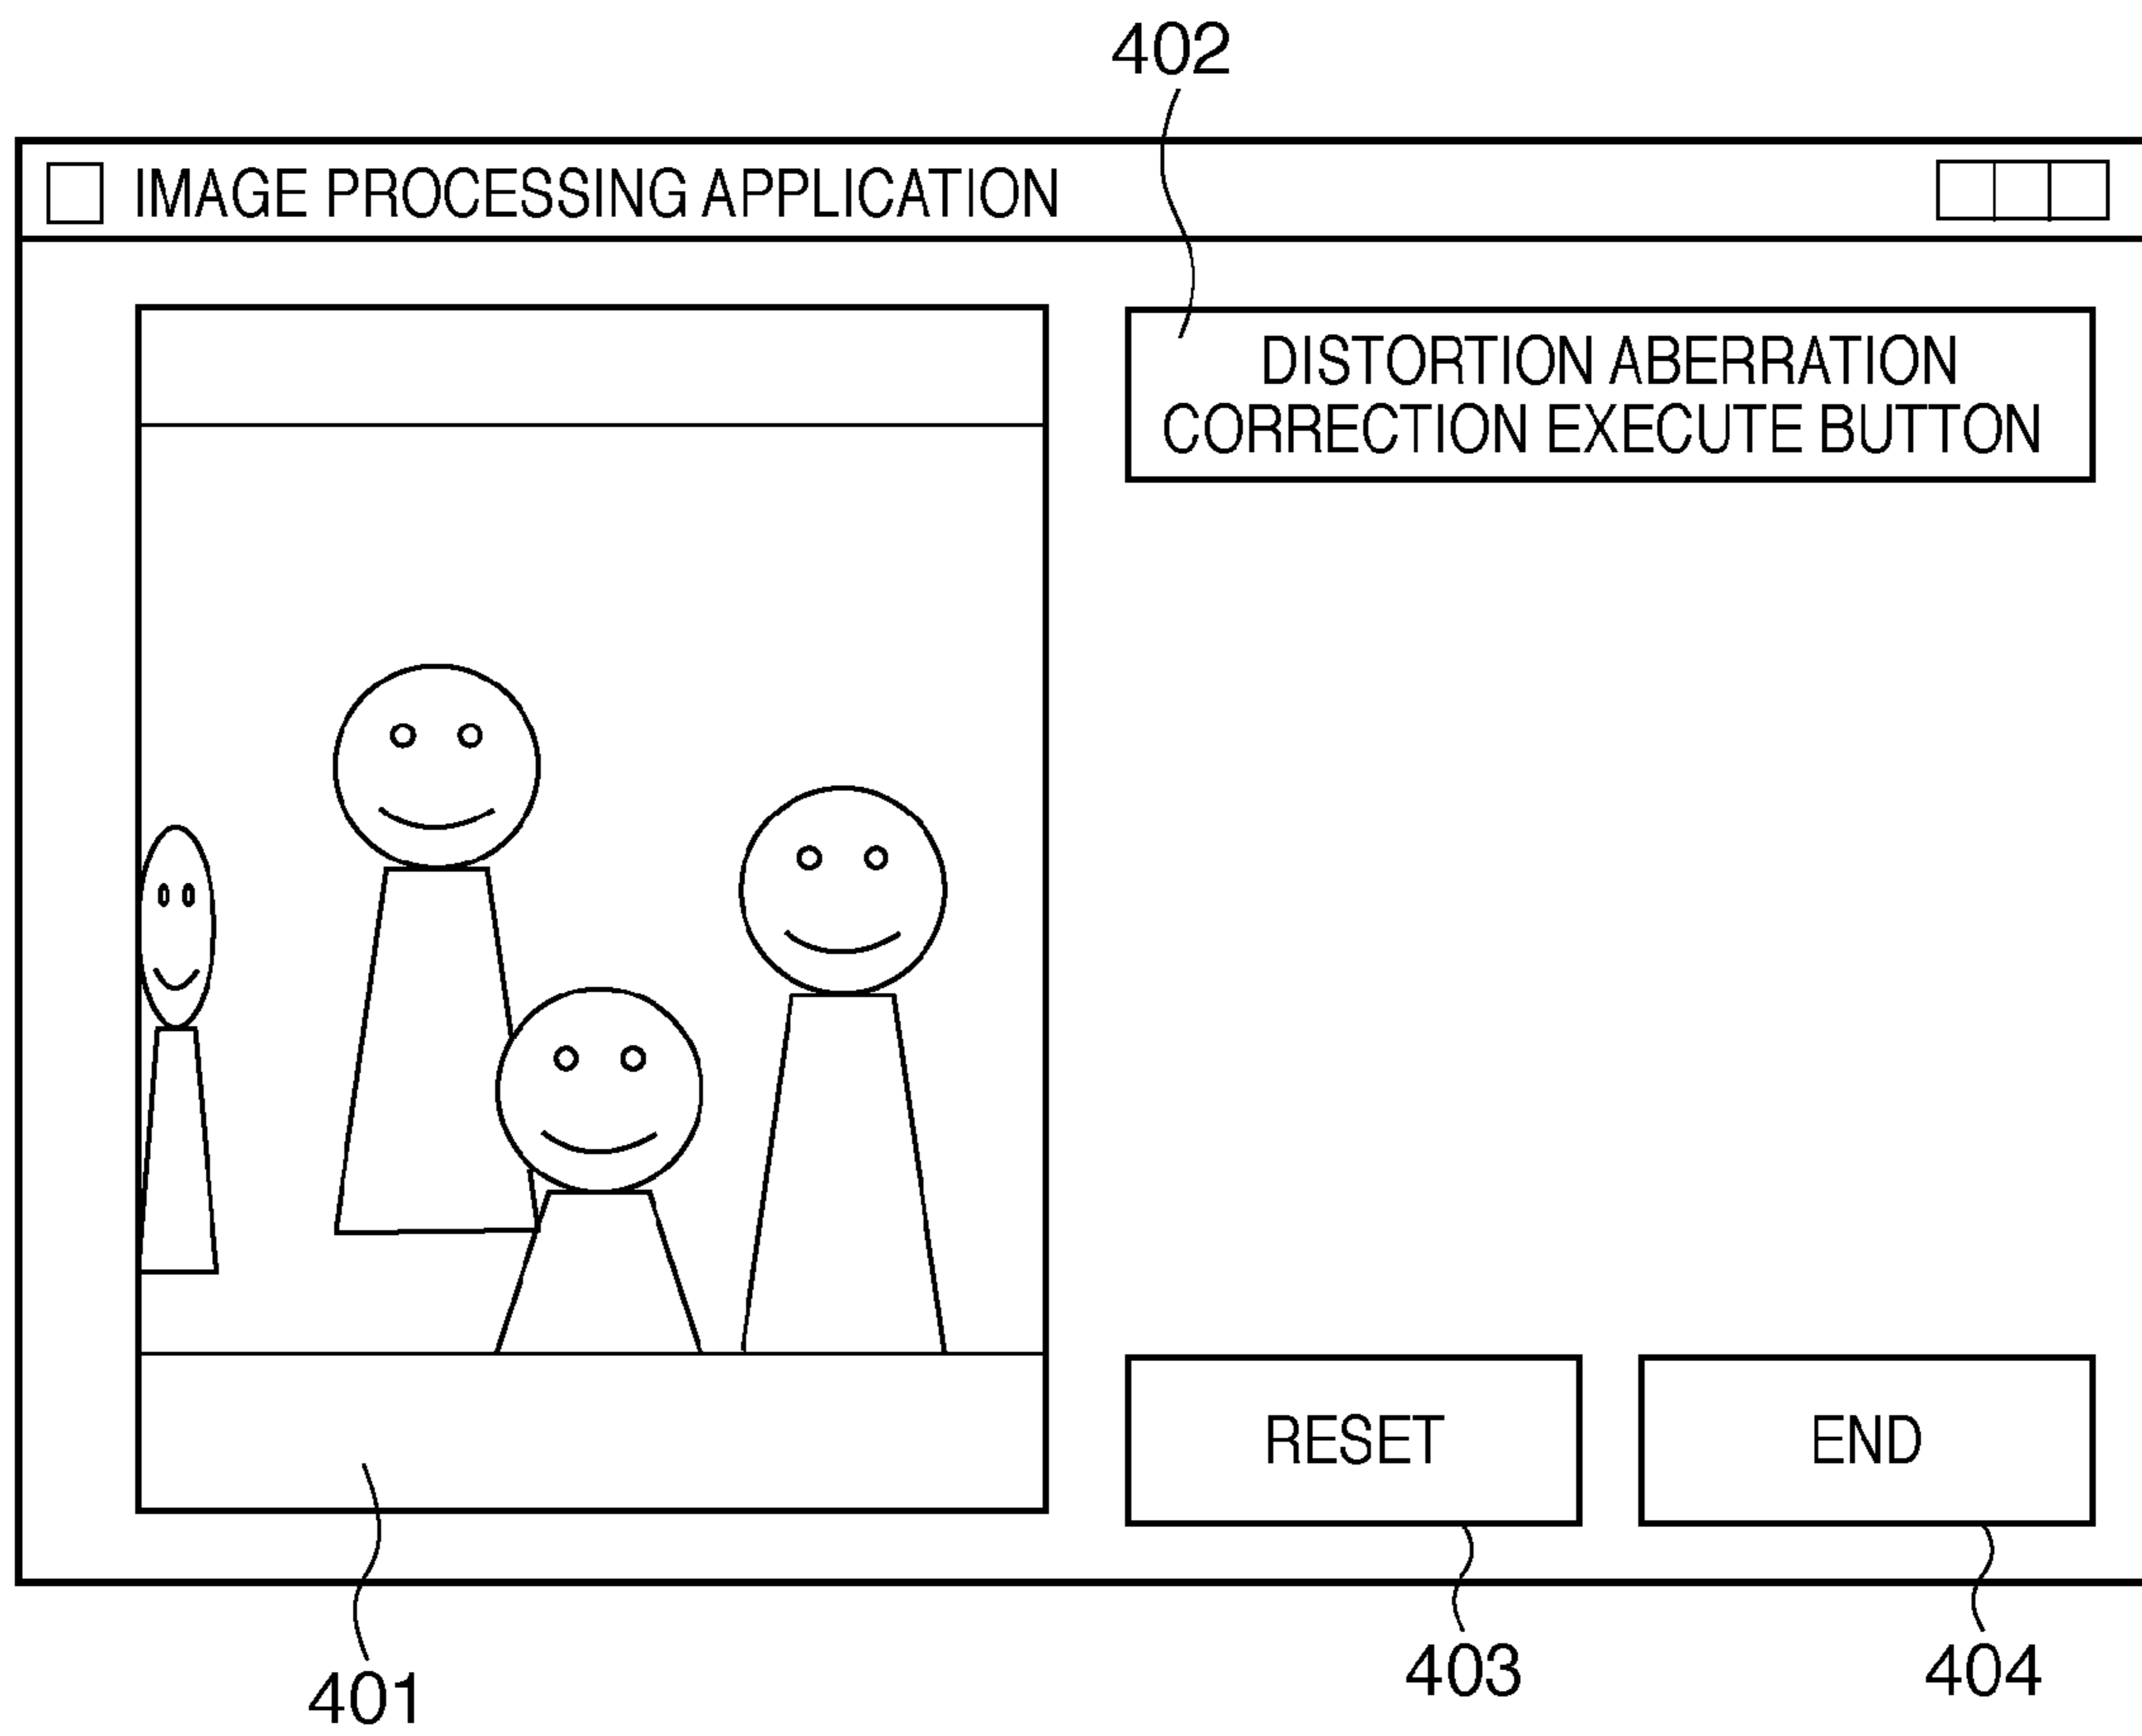 402
IMAGE PROCESSING APPLICATION
DISTORTION ABERRATION
CORRECTION EXECUTE BUTTON
RESET
END
401
403
404